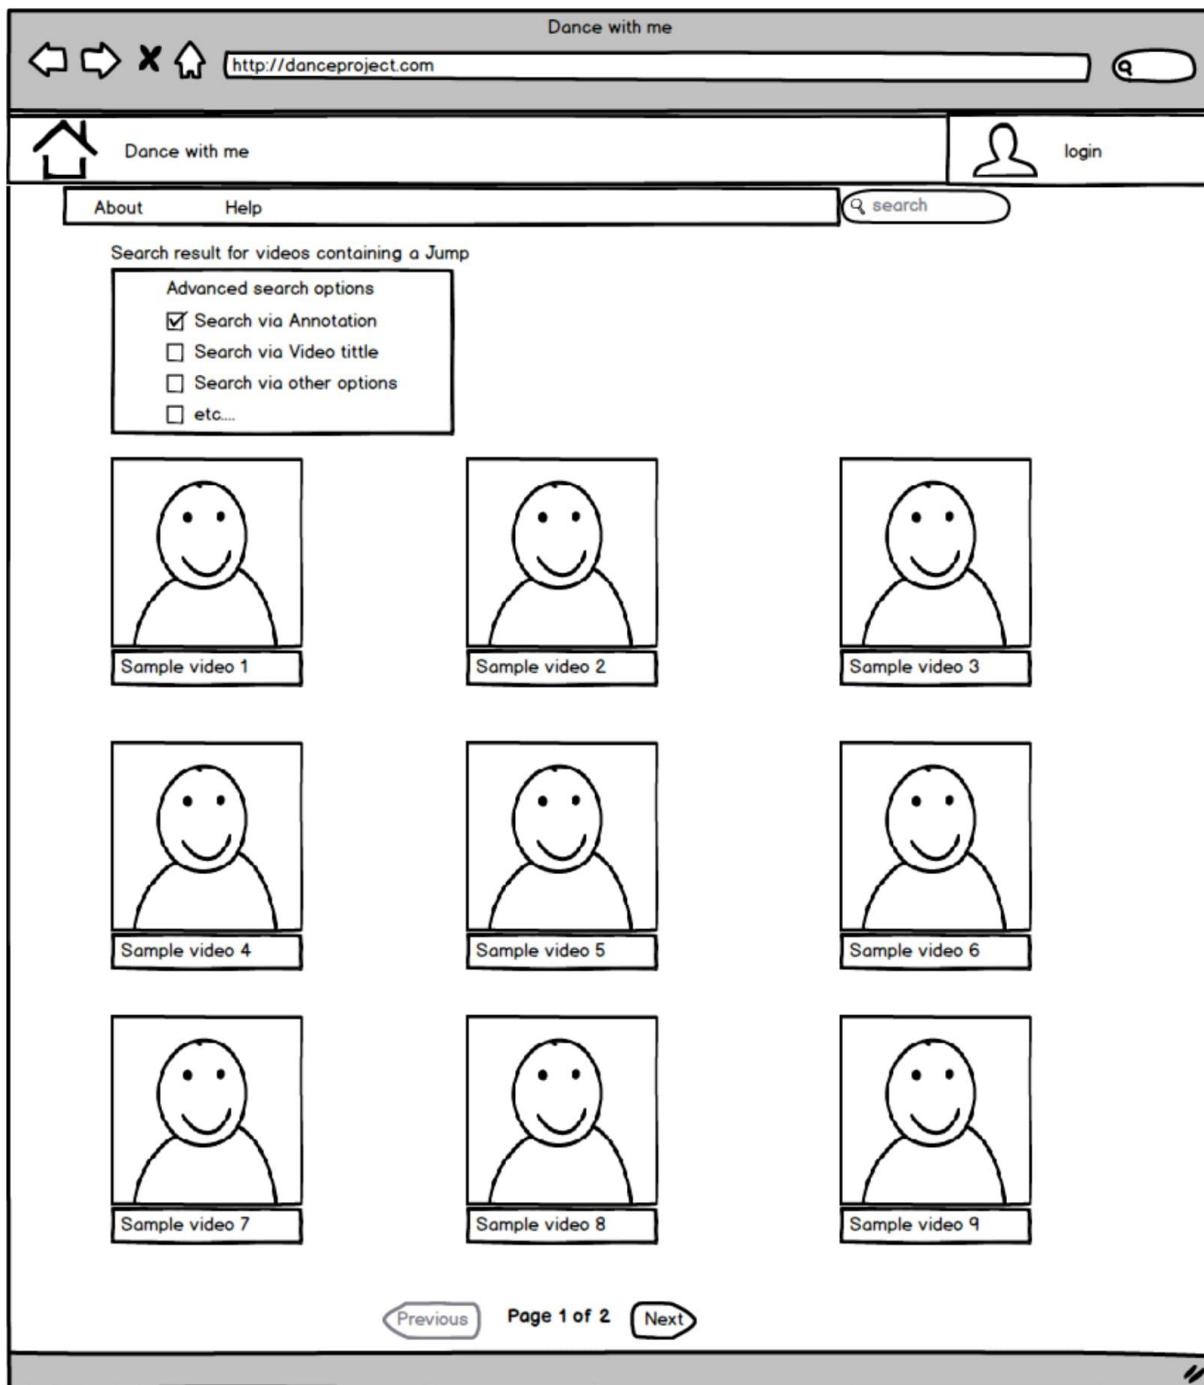 Dance with me
http://danceproject.com
Dance with me
login
About Help search
Search result for videos containing a Jump
Advanced search options
Search via Annotation
Search via Video tittle
Search via other options
etc....
Sample video 1 Sample video 2 Sample video 3
Sample video 4 Sample video 5 Sample video 6
Sample video 7 Sample video 8 Sample video 9
Previous Page 1 of 2 Next